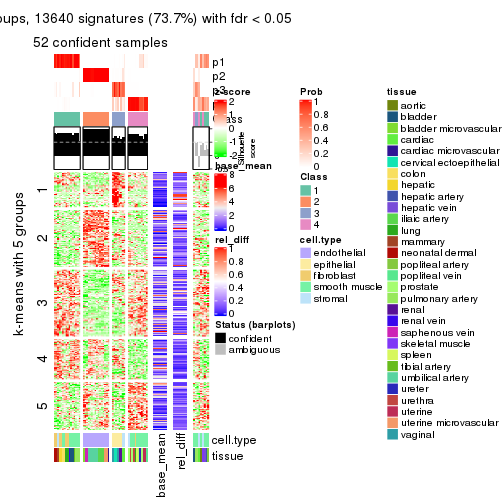 oups, 13640 signatures (73.7%) with fdr < 0.05
52 confident samples
p1
p2
p3
class
Silhouette
score
z-score
2
1
0
-1
-2
base_mean
8
6
4
2
0
rel_diff
1
0.8
0.6
0.4
0.2
0
Status (barplots)
confident
ambiguous
Prob
1
0.8
0.6
0.4
0.2
0
Class
1
2
3
4
cell.type
endothelial
epithelial
fibroblast
smooth muscle
stromal
tissue
aortic
bladder
bladder microvascular
cardiac
cardiac microvascular
cervical ectoepithelial
colon
hepatic
hepatic artery
hepatic vein
iliac artery
lung
mammary
neonatal dermal
popliteal artery
popliteal vein
prostate
pulmonary artery
renal
renal vein
saphenous vein
skeletal muscle
spleen
tibial artery
umbilical artery
ureter
urethra
uterine
uterine microvascular
vaginal
k-means with 5 groups
1
2
3
4
5
cell.type
tissue
base_mean
rel_diff